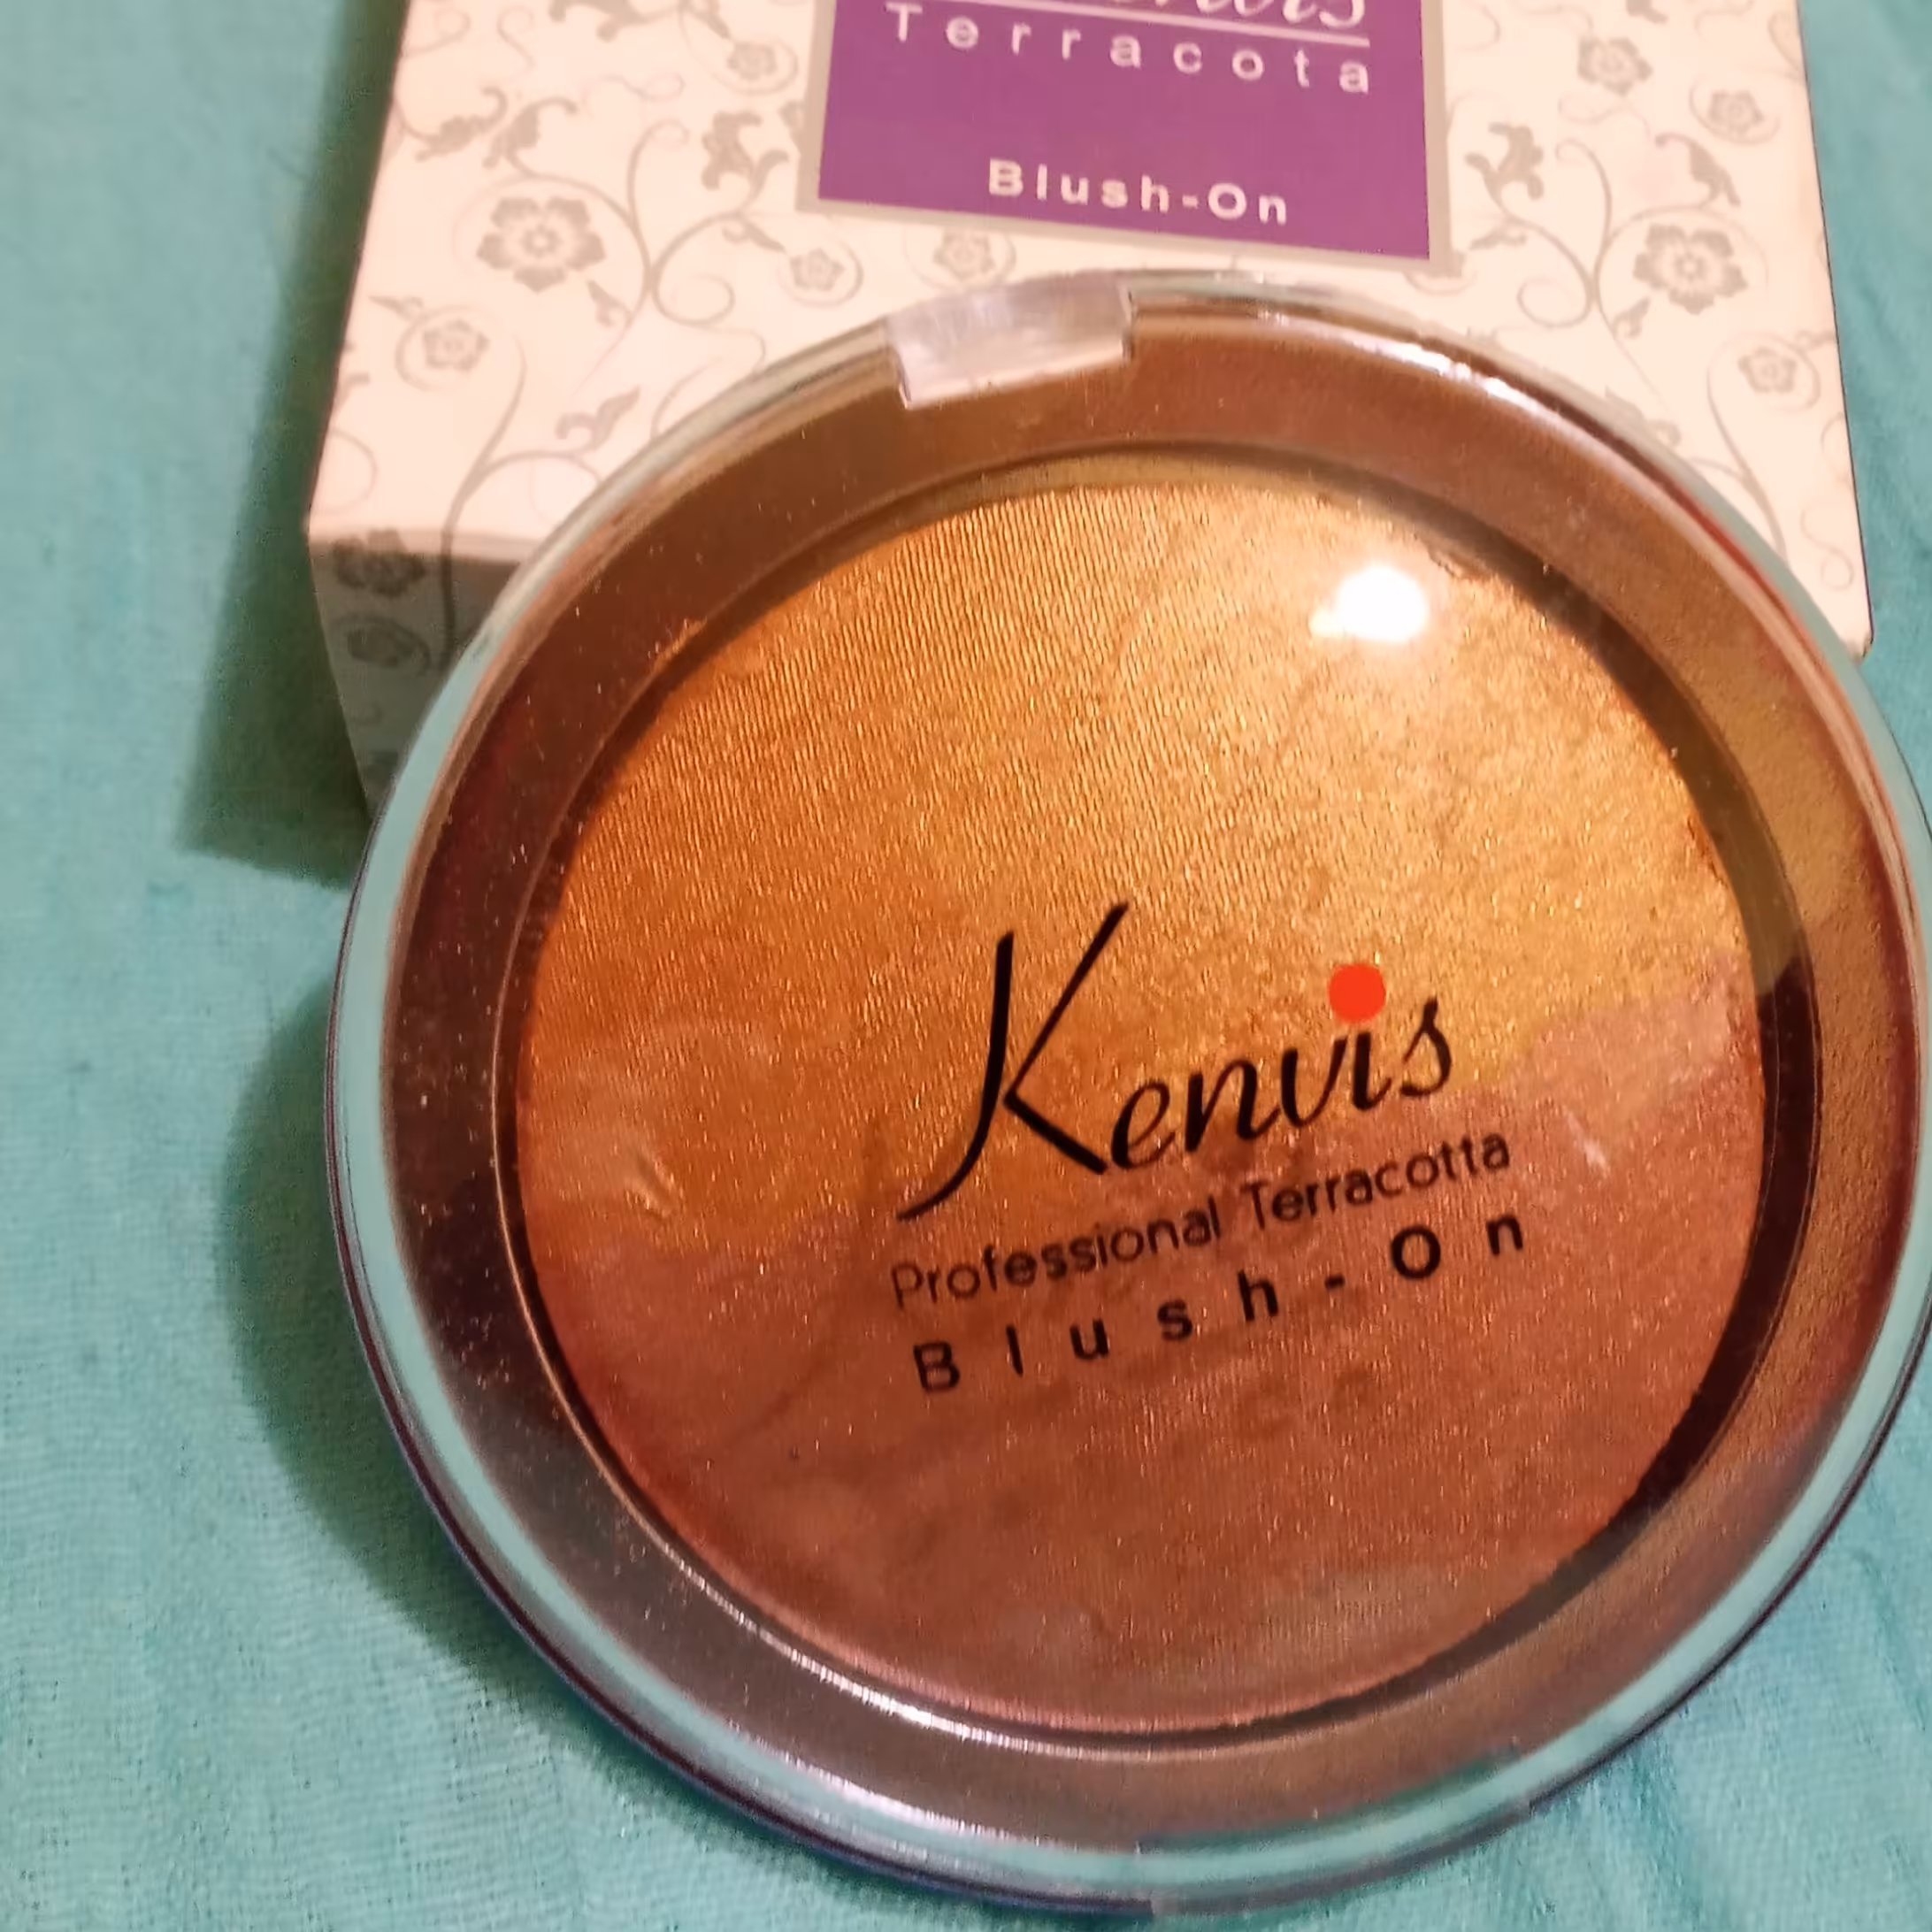 Terracota
Blush-On
Kenvis
Professional Terracotta
Blush-On